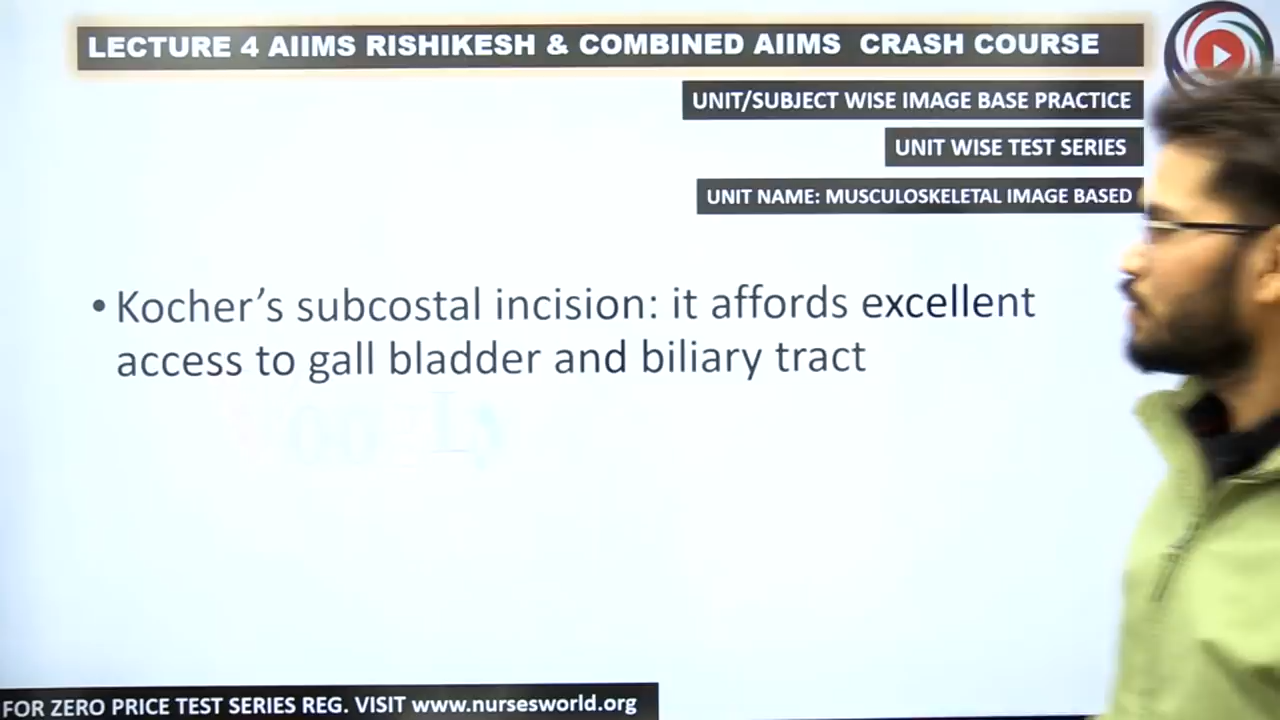 LECTURE 4 AIIMS RISHIKESH & COMBINED AIIMS CRASH COURSE
UNIT/SUBJECT WISE IMAGE BASE PRACTICE
UNIT WISE TEST SERIES
UNIT NAME: MUSCULOSKELETAL IMAGE BASED
• Kocher’s subcostal incision: it affords excellent
access to gall bladder and biliary tract
FOR ZERO PRICE TEST SERIES REG. VISIT www.nursesworld.org